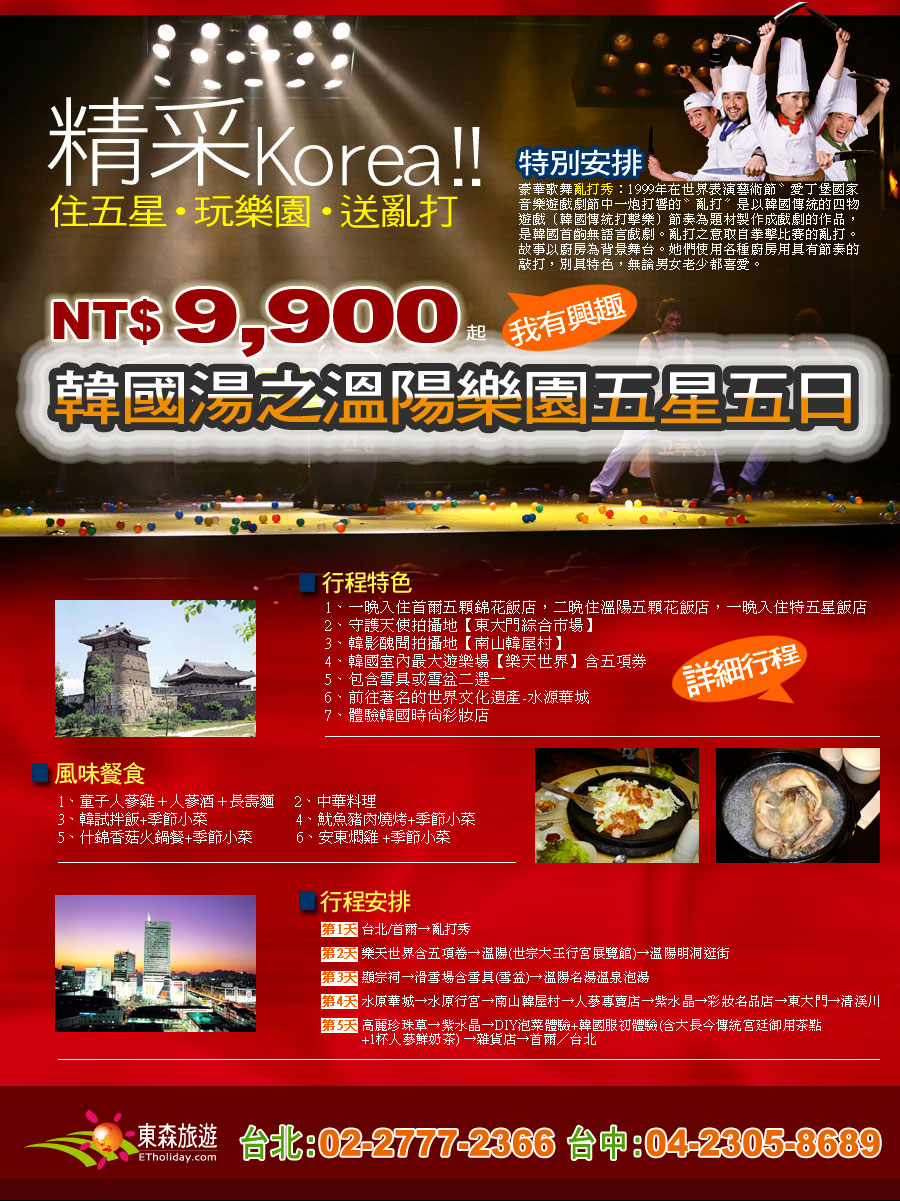 精采Korea!!
住五星・玩樂園・送亂打
特別安排
豪華歌舞亂打秀：1999年在世界表演藝術節〝愛丁堡國家
音樂遊戲劇節中一炮打響的〝亂打〞是以韓國傳統的四物
遊戲〔韓國傳統打擊樂〕節奏為題材製作成戲劇的作品，
是韓國首齣無語言戲劇。亂打之意取自拳擊比賽的亂打。
故事以廚房為背景舞台。她們使用各種廚房用具有節奏的
敲打，別具特色，無論男女老少都喜愛。
NT$ 9,900 起
我有興趣
韓國湯之溫陽樂園五星五日
行程特色
1、一晚入住首爾五顆錦花飯店，二晚住溫陽五顆花飯店，一晚入住特五星飯店
2、守護天使拍攝地【東大門綜合市場】
3、韓影醜聞拍攝地【南山韓屋村】
4、韓國室內最大遊樂場【樂天世界】含五項券
5、包含雪具或雪盆二選一
6、前往著名的世界文化遺產-水源華城
7、體驗韓國時尚彩妝店
詳細行程
風味餐食
1、童子人蔘雞＋人蔘酒＋長壽麵 2、中華料理
3、韓試拌飯+季節小菜 4、魷魚豬肉燒烤+季節小菜
5、什錦香菇火鍋餐+季節小菜 6、安東燜雞 +季節小菜
行程安排
第1天 台北/首爾→亂打秀
第2天 樂天世界含五項卷→溫陽(世宗大王行宮展覽館)→溫陽明洞逛街
第3天 顯宗祠→滑雪場含雪具(雪盆)→溫陽名湯溫泉泡湯
第4天 水原華城→水原行宮→南山韓屋村→人蔘專賣店→紫水晶→彩妝名品店→東大門→清溪川
第5天 高麗珍珠草→紫水晶→DIY泡菜體驗+韓國服初體驗(含大長今傳統宮廷御用茶點
+1杯人蔘鮮奶茶) →雜貨店→首爾／台北
東森旅遊
ETholiday.com
台北:02-2777-2366 台中:04-2305-8689